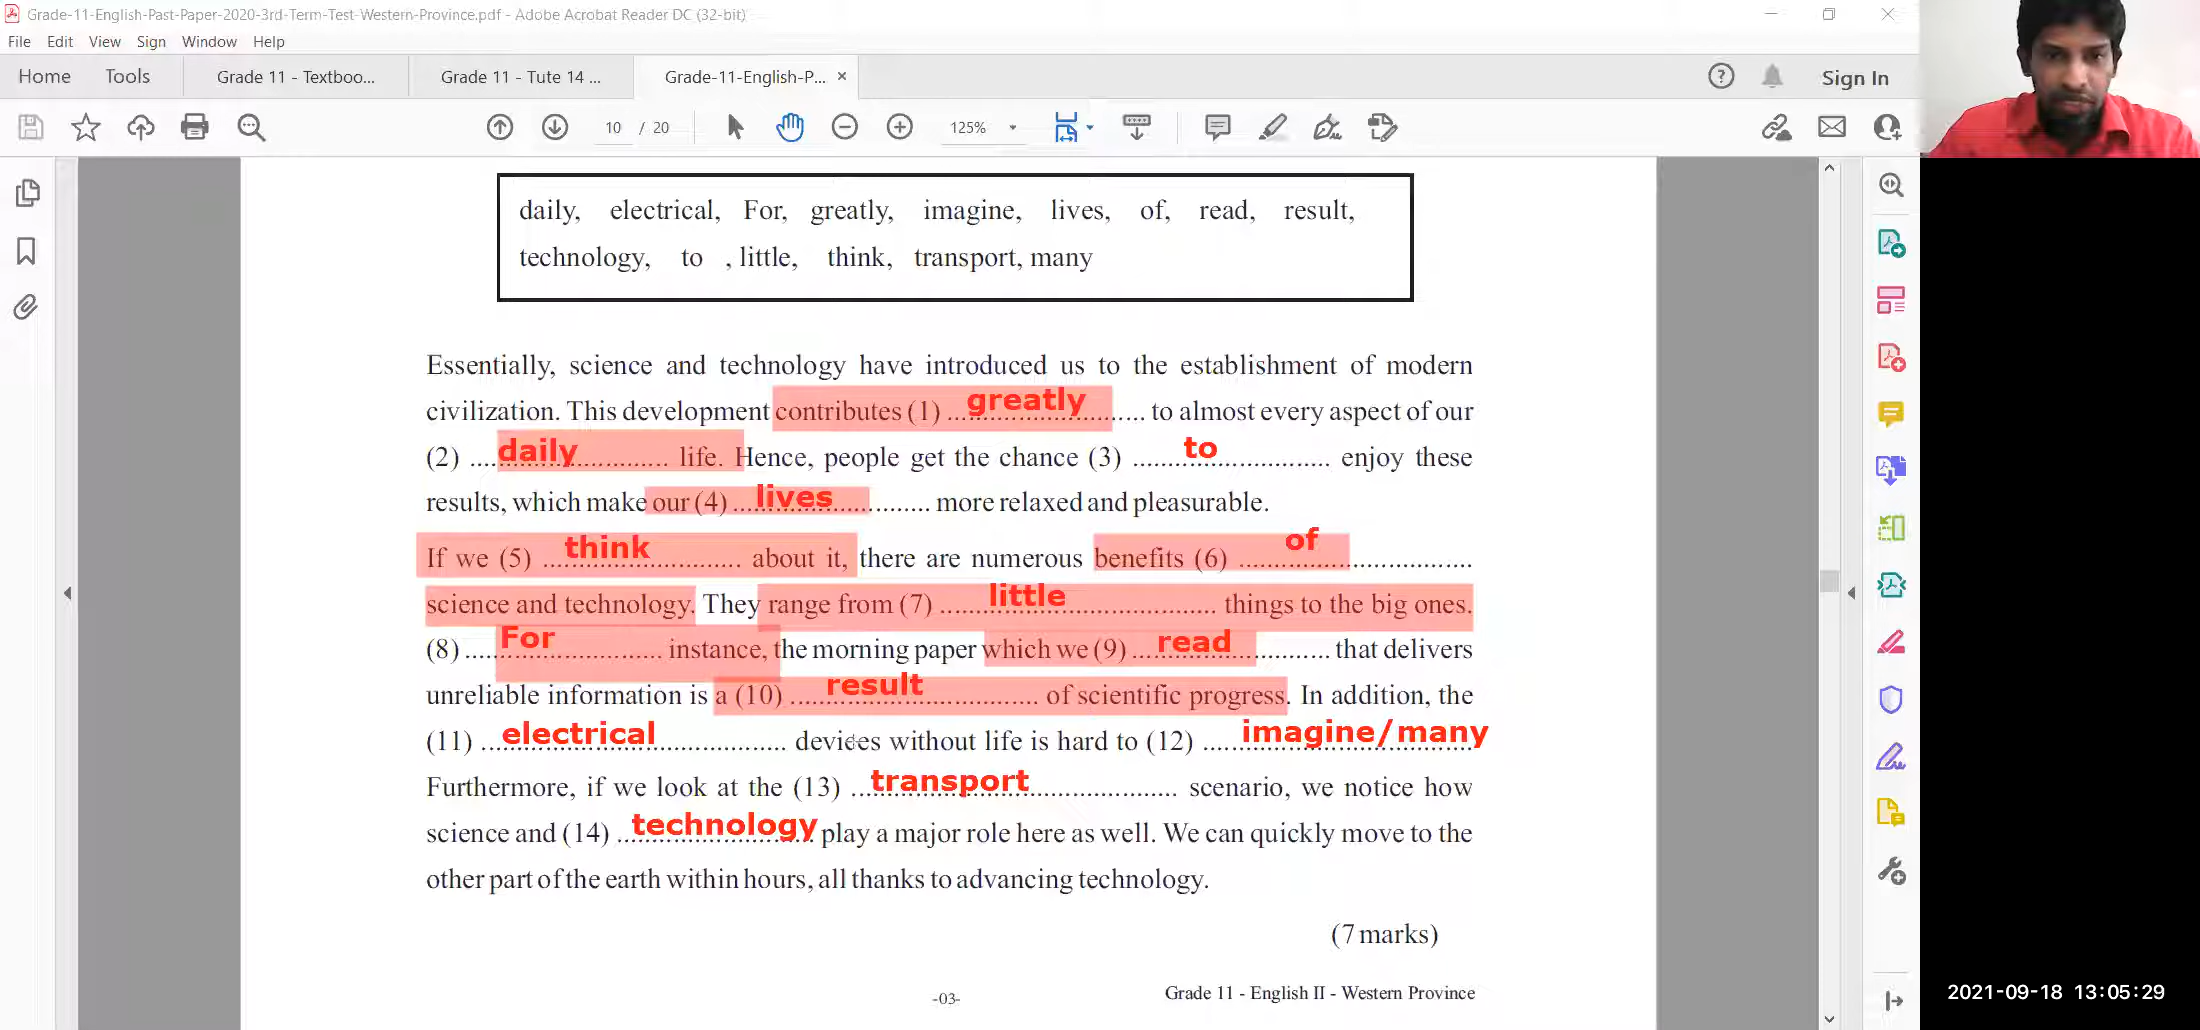 Grade-11-English-Past-Paper-2020-3rd-Term-Test-Western-Province.pdf - Adobe Acrobat Reader DC (32-bit)
File Edit View Sign Window Help
Home Tools Grade 11 - Textboo... Grade 11 - Tute 14 ... Grade-11-English-P... × Sign In
10 / 20 125%
daily, electrical, For, greatly, imagine, lives, of, read, result,
technology, to , little, think, transport, many
Essentially, science and technology have introduced us to the establishment of modern
civilization. This development contributes (1) greatly to almost every aspect of our
(2) daily life. Hence, people get the chance (3) to enjoy these
results, which make our (4) lives more relaxed and pleasurable.
If we (5) think about it, there are numerous benefits (6) of
science and technology. They range from (7) little things to the big ones.
(8) For instance, the morning paper which we (9) read that delivers
unreliable information is a (10) result of scientific progress. In addition, the
(11) electrical devices without life is hard to (12) imagine/many
Furthermore, if we look at the (13) transport scenario, we notice how
science and (14) technology play a major role here as well. We can quickly move to the
other part of the earth within hours, all thanks to advancing technology.
(7 marks)
-03-
Grade 11 - English II - Western Province
2021-09-18 13:05:29